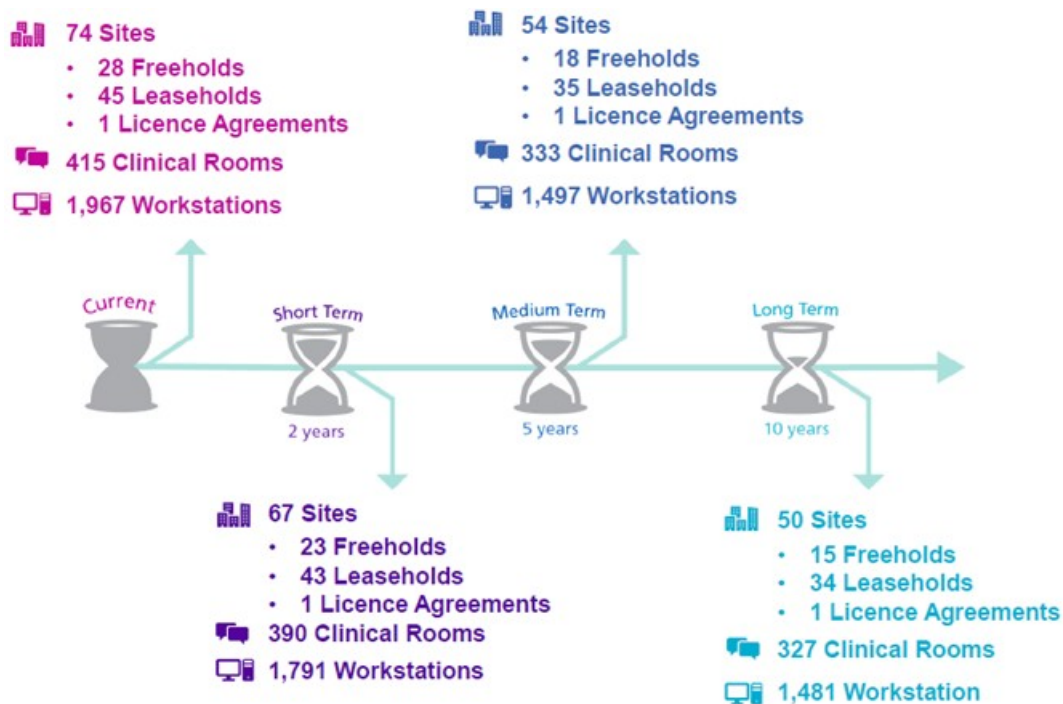 74 Sites
• 28 Freeholds
• 45 Leaseholds
• 1 Licence Agreements
415 Clinical Rooms
1,967 Workstations
54 Sites
• 18 Freeholds
• 35 Leaseholds
• 1 Licence Agreements
333 Clinical Rooms
1,497 Workstations
Current
Short Term
Medium Term
Long Term
2 years
5 years
10 years
67 Sites
• 23 Freeholds
• 43 Leaseholds
• 1 Licence Agreements
390 Clinical Rooms
1,791 Workstations
50 Sites
• 15 Freeholds
• 34 Leaseholds
• 1 Licence Agreements
327 Clinical Rooms
1,481 Workstation